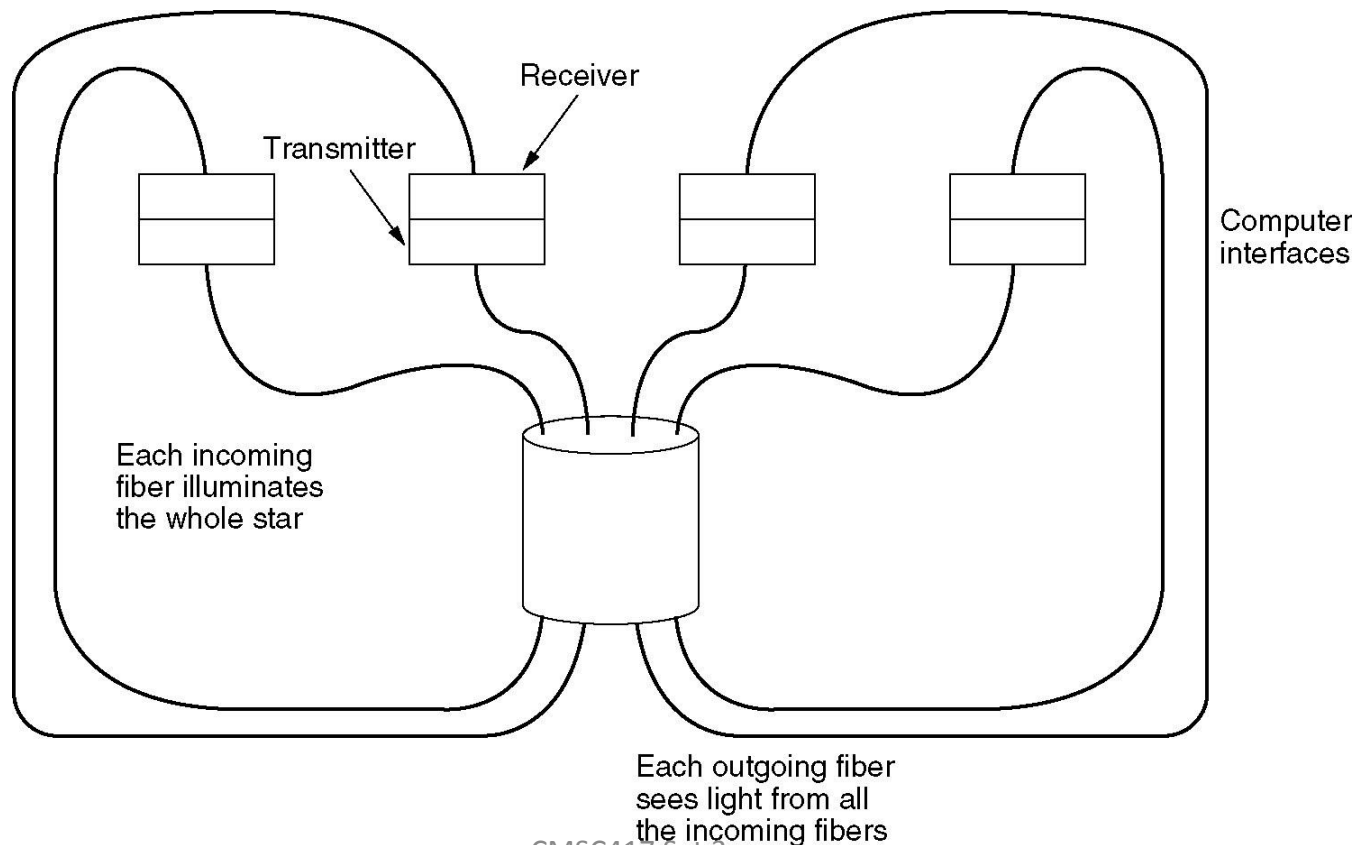 Receiver
Transmitter
Computer
interfaces
Each incoming
fiber illuminates
the whole star
Each outgoing fiber
sees light from all
the incoming fibers